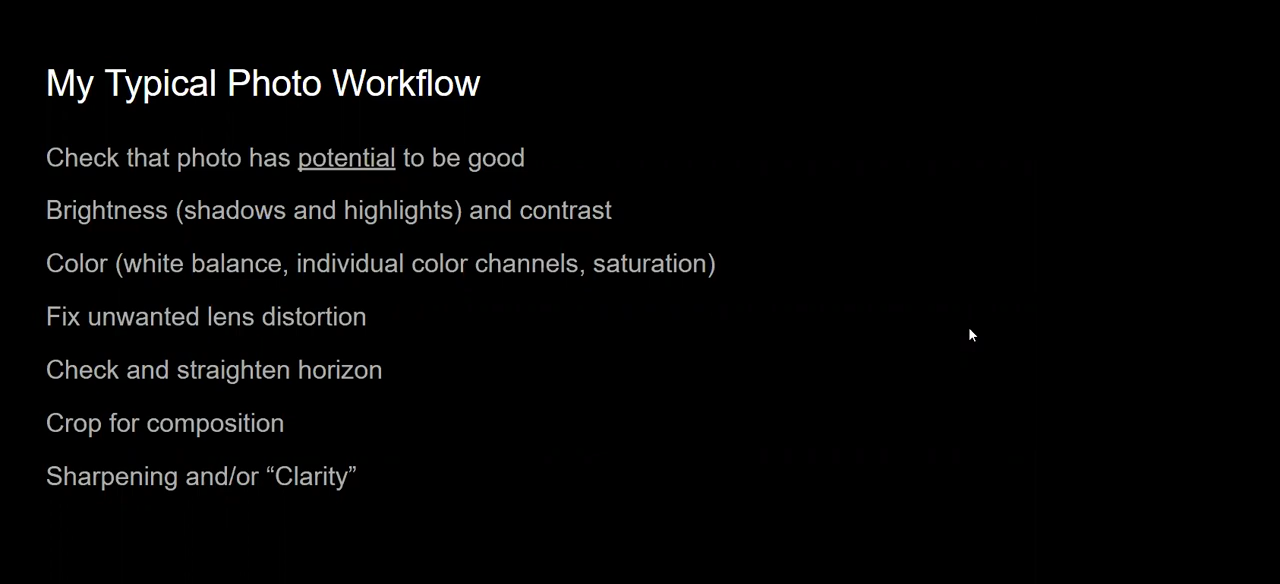 My Typical Photo Workflow
Check that photo has potential to be good
Brightness (shadows and highlights) and contrast
Color (white balance, individual color channels, saturation)
Fix unwanted lens distortion
Check and straighten horizon
Crop for composition
Sharpening and/or “Clarity”